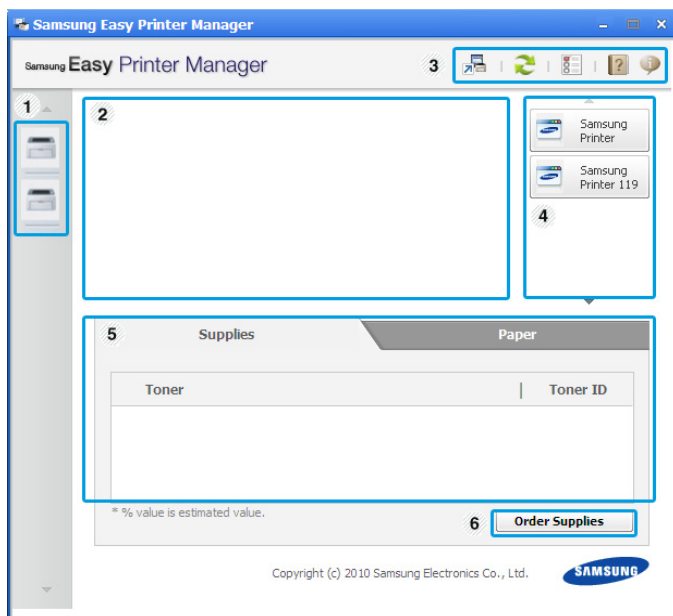 Samsung Easy Printer Manager
Samsung Easy Printer Manager
3
?
i
1
2
Samsung
Printer
Samsung
Printer 119
4
5
Supplies
Paper
Toner
Toner ID
* % value is estimated value.
6
Order Supplies
Copyright (c) 2010 Samsung Electronics Co., Ltd.
SAMSUNG